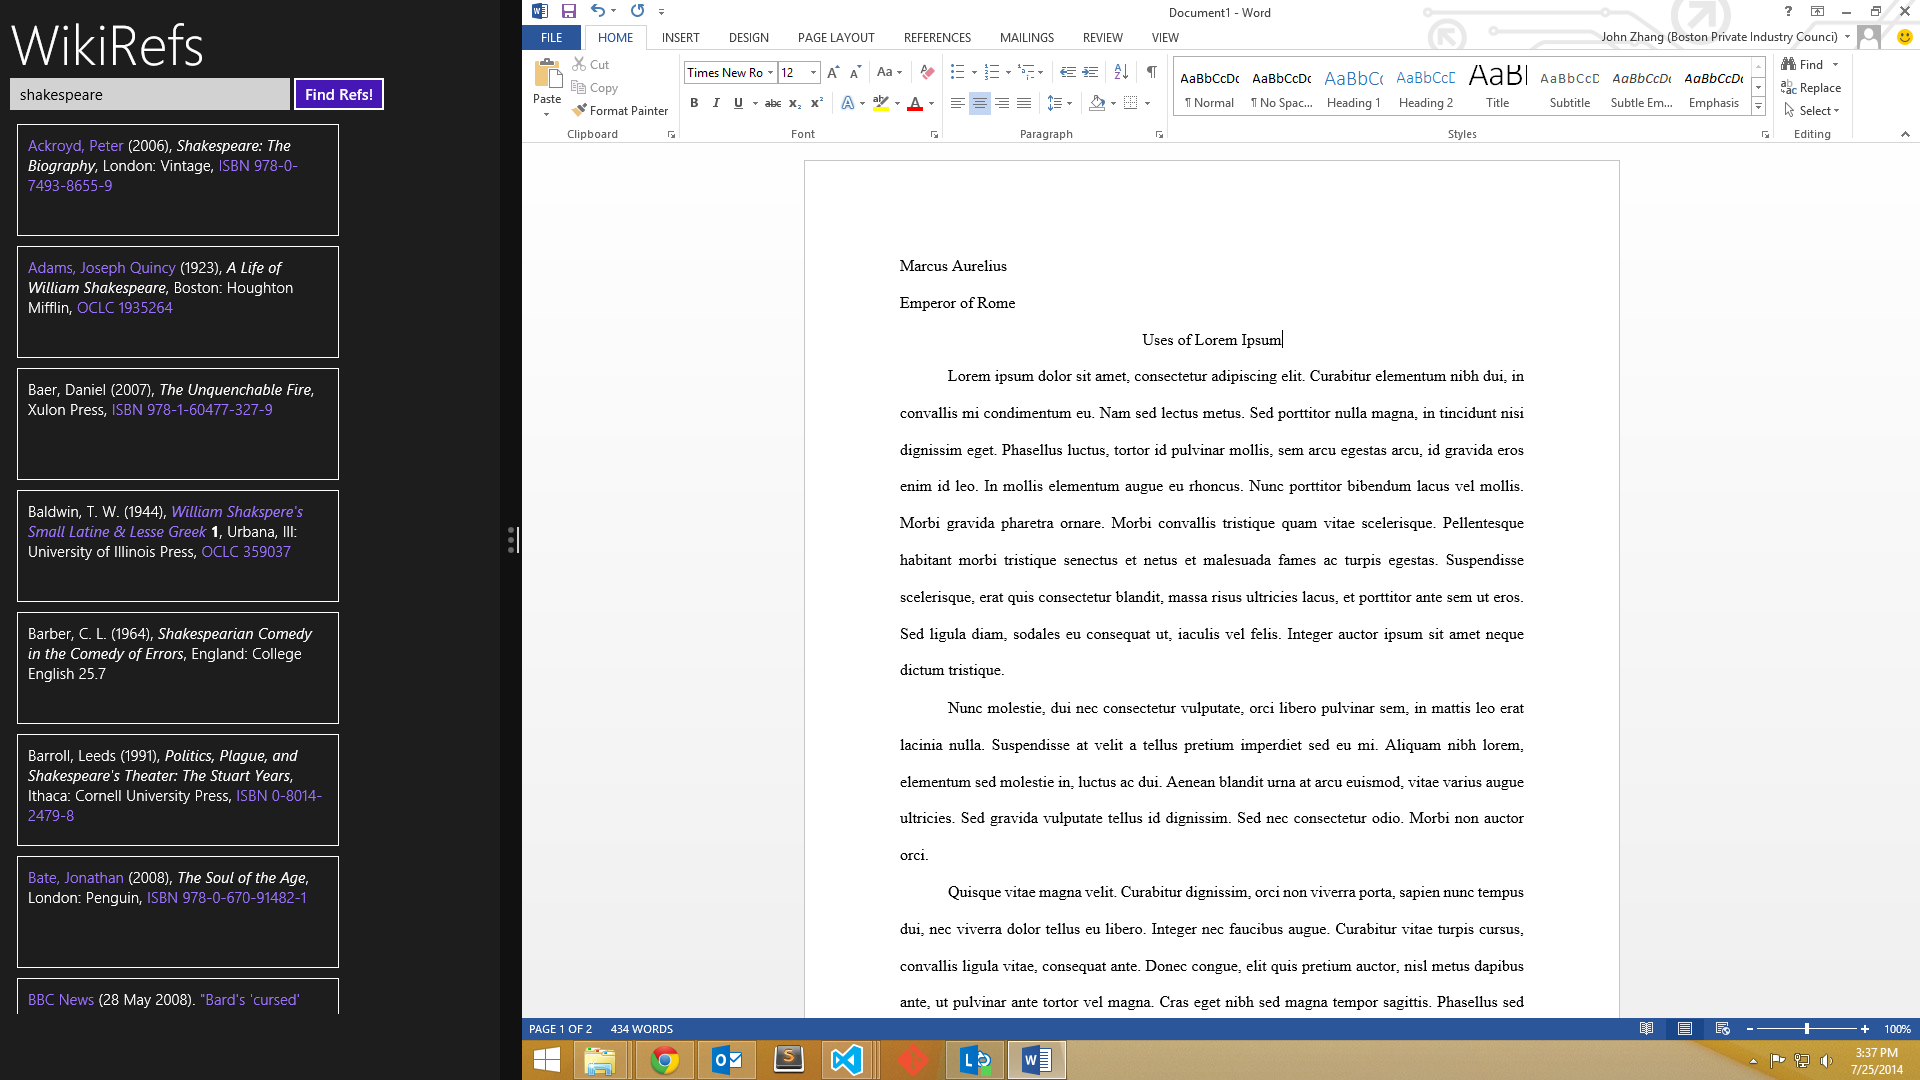 WikiRefs
shakespeare
Find Refs!
Ackroyd, Peter (2006), Shakespeare: The
Biography, London: Vintage, ISBN 978-0-
7493-8655-9
Adams, Joseph Quincy (1923), A Life of
William Shakespeare, Boston: Houghton
Mifflin, OCLC 1935264
Baer, Daniel (2007), The Unquenchable Fire,
Xulon Press, ISBN 978-1-60477-327-9
Baldwin, T. W. (1944), William Shakspere's
Small Latine & Lesse Greek 1, Urbana, Ill:
University of Illinois Press, OCLC 359037
Barber, C. L. (1964), Shakespearian Comedy
in the Comedy of Errors, England: College
English 25.7
Barroll, Leeds (1991), Politics, Plague, and
Shakespeare's Theater: The Stuart Years,
Ithaca: Cornell University Press, ISBN 0-8014-
2479-8
Bate, Jonathan (2008), The Soul of the Age,
London: Penguin, ISBN 978-0-670-91482-1
BBC News (28 May 2008). "Bard's 'cursed'
Document1 - Word
FILE HOME INSERT DESIGN PAGE LAYOUT REFERENCES MAILINGS REVIEW VIEW
John Zhang (Boston Private Industry Counci)
Paste
Cut
Copy
Format Painter
Clipboard
Times New Ro 12
Font
Paragraph
AaBbCcDc AaBbCcDc AaBbCc AaBbCcD AaBl AaBbCcD AaBbCcDc AaBbCcDc
¶ Normal ¶ No Spac... Heading 1 Heading 2 Title Subtitle Subtle Em... Emphasis
Styles
Find
Replace
Select
Editing
Marcus Aurelius
Emperor of Rome
Uses of Lorem Ipsum
Lorem ipsum dolor sit amet, consectetur adipiscing elit. Curabitur elementum nibh dui, in
convallis mi condimentum eu. Nam sed lectus metus. Sed porttitor nulla magna, in tincidunt nisi
dignissim eget. Phasellus luctus, tortor id pulvinar mollis, sem arcu egestas arcu, id gravida eros
enim id leo. In mollis elementum augue eu rhoncus. Nunc porttitor bibendum lacus vel mollis.
Morbi gravida pharetra ornare. Morbi convallis tristique quam vitae scelerisque. Pellentesque
habitant morbi tristique senectus et netus et malesuada fames ac turpis egestas. Suspendisse
scelerisque, erat quis consectetur blandit, massa risus ultricies lacus, et porttitor ante sem ut eros.
Sed ligula diam, sodales eu consequat ut, iaculis vel felis. Integer auctor ipsum sit amet neque
dictum tristique.
Nunc molestie, dui nec consectetur vulputate, orci libero pulvinar sem, in mattis leo erat
lacinia nulla. Suspendisse at velit a tellus pretium imperdiet sed eu mi. Aliquam nibh lorem,
elementum sed molestie in, luctus ac dui. Aenean blandit urna at arcu euismod, vitae varius augue
ultricies. Sed gravida vulputate tellus id dignissim. Sed nec consectetur odio. Morbi non auctor
orci.
Quisque vitae magna velit. Curabitur dignissim, orci non viverra porta, sapien nunc tempus
dui, nec viverra dolor tellus eu libero. Integer nec faucibus augue. Curabitur vitae turpis cursus,
convallis ligula vitae, consequat ante. Donec congue, elit quis pretium auctor, nisl metus dapibus
ante, ut pulvinar ante tortor vel magna. Cras eget nibh sed magna tempor sagittis. Phasellus sed
PAGE 1 OF 2 434 WORDS
100%
3:37 PM
7/25/2014